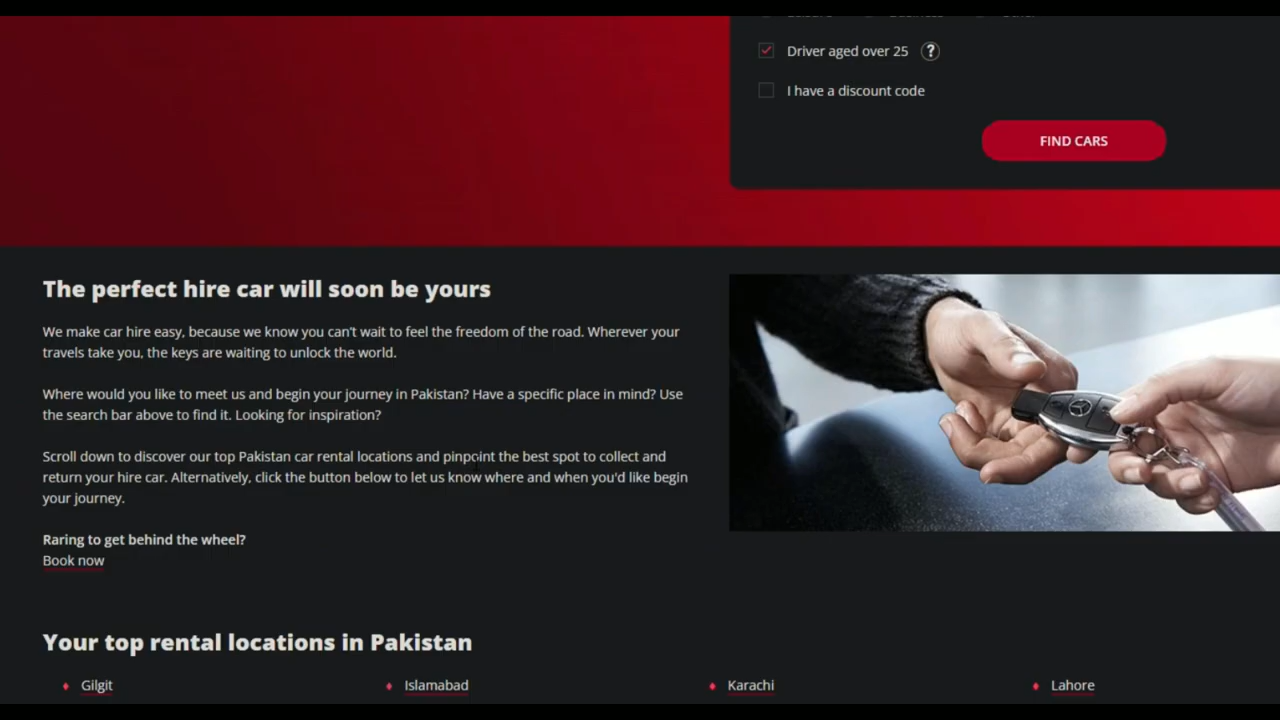 Driver aged over 25 ?
I have a discount code
FIND CARS
The perfect hire car will soon be yours
We make car hire easy, because we know you can’t wait to feel the freedom of the road. Wherever your
travels take you, the keys are waiting to unlock the world.
Where would you like to meet us and begin your journey in Pakistan? Have a specific place in mind? Use
the search bar above to find it. Looking for inspiration?
Scroll down to discover our top Pakistan car rental locations and pinpoint the best spot to collect and
return your hire car. Alternatively, click the button below to let us know where and when you'd like begin
your journey.
Raring to get behind the wheel?
Book now
Your top rental locations in Pakistan
Gilgit
Islamabad
Karachi
Lahore